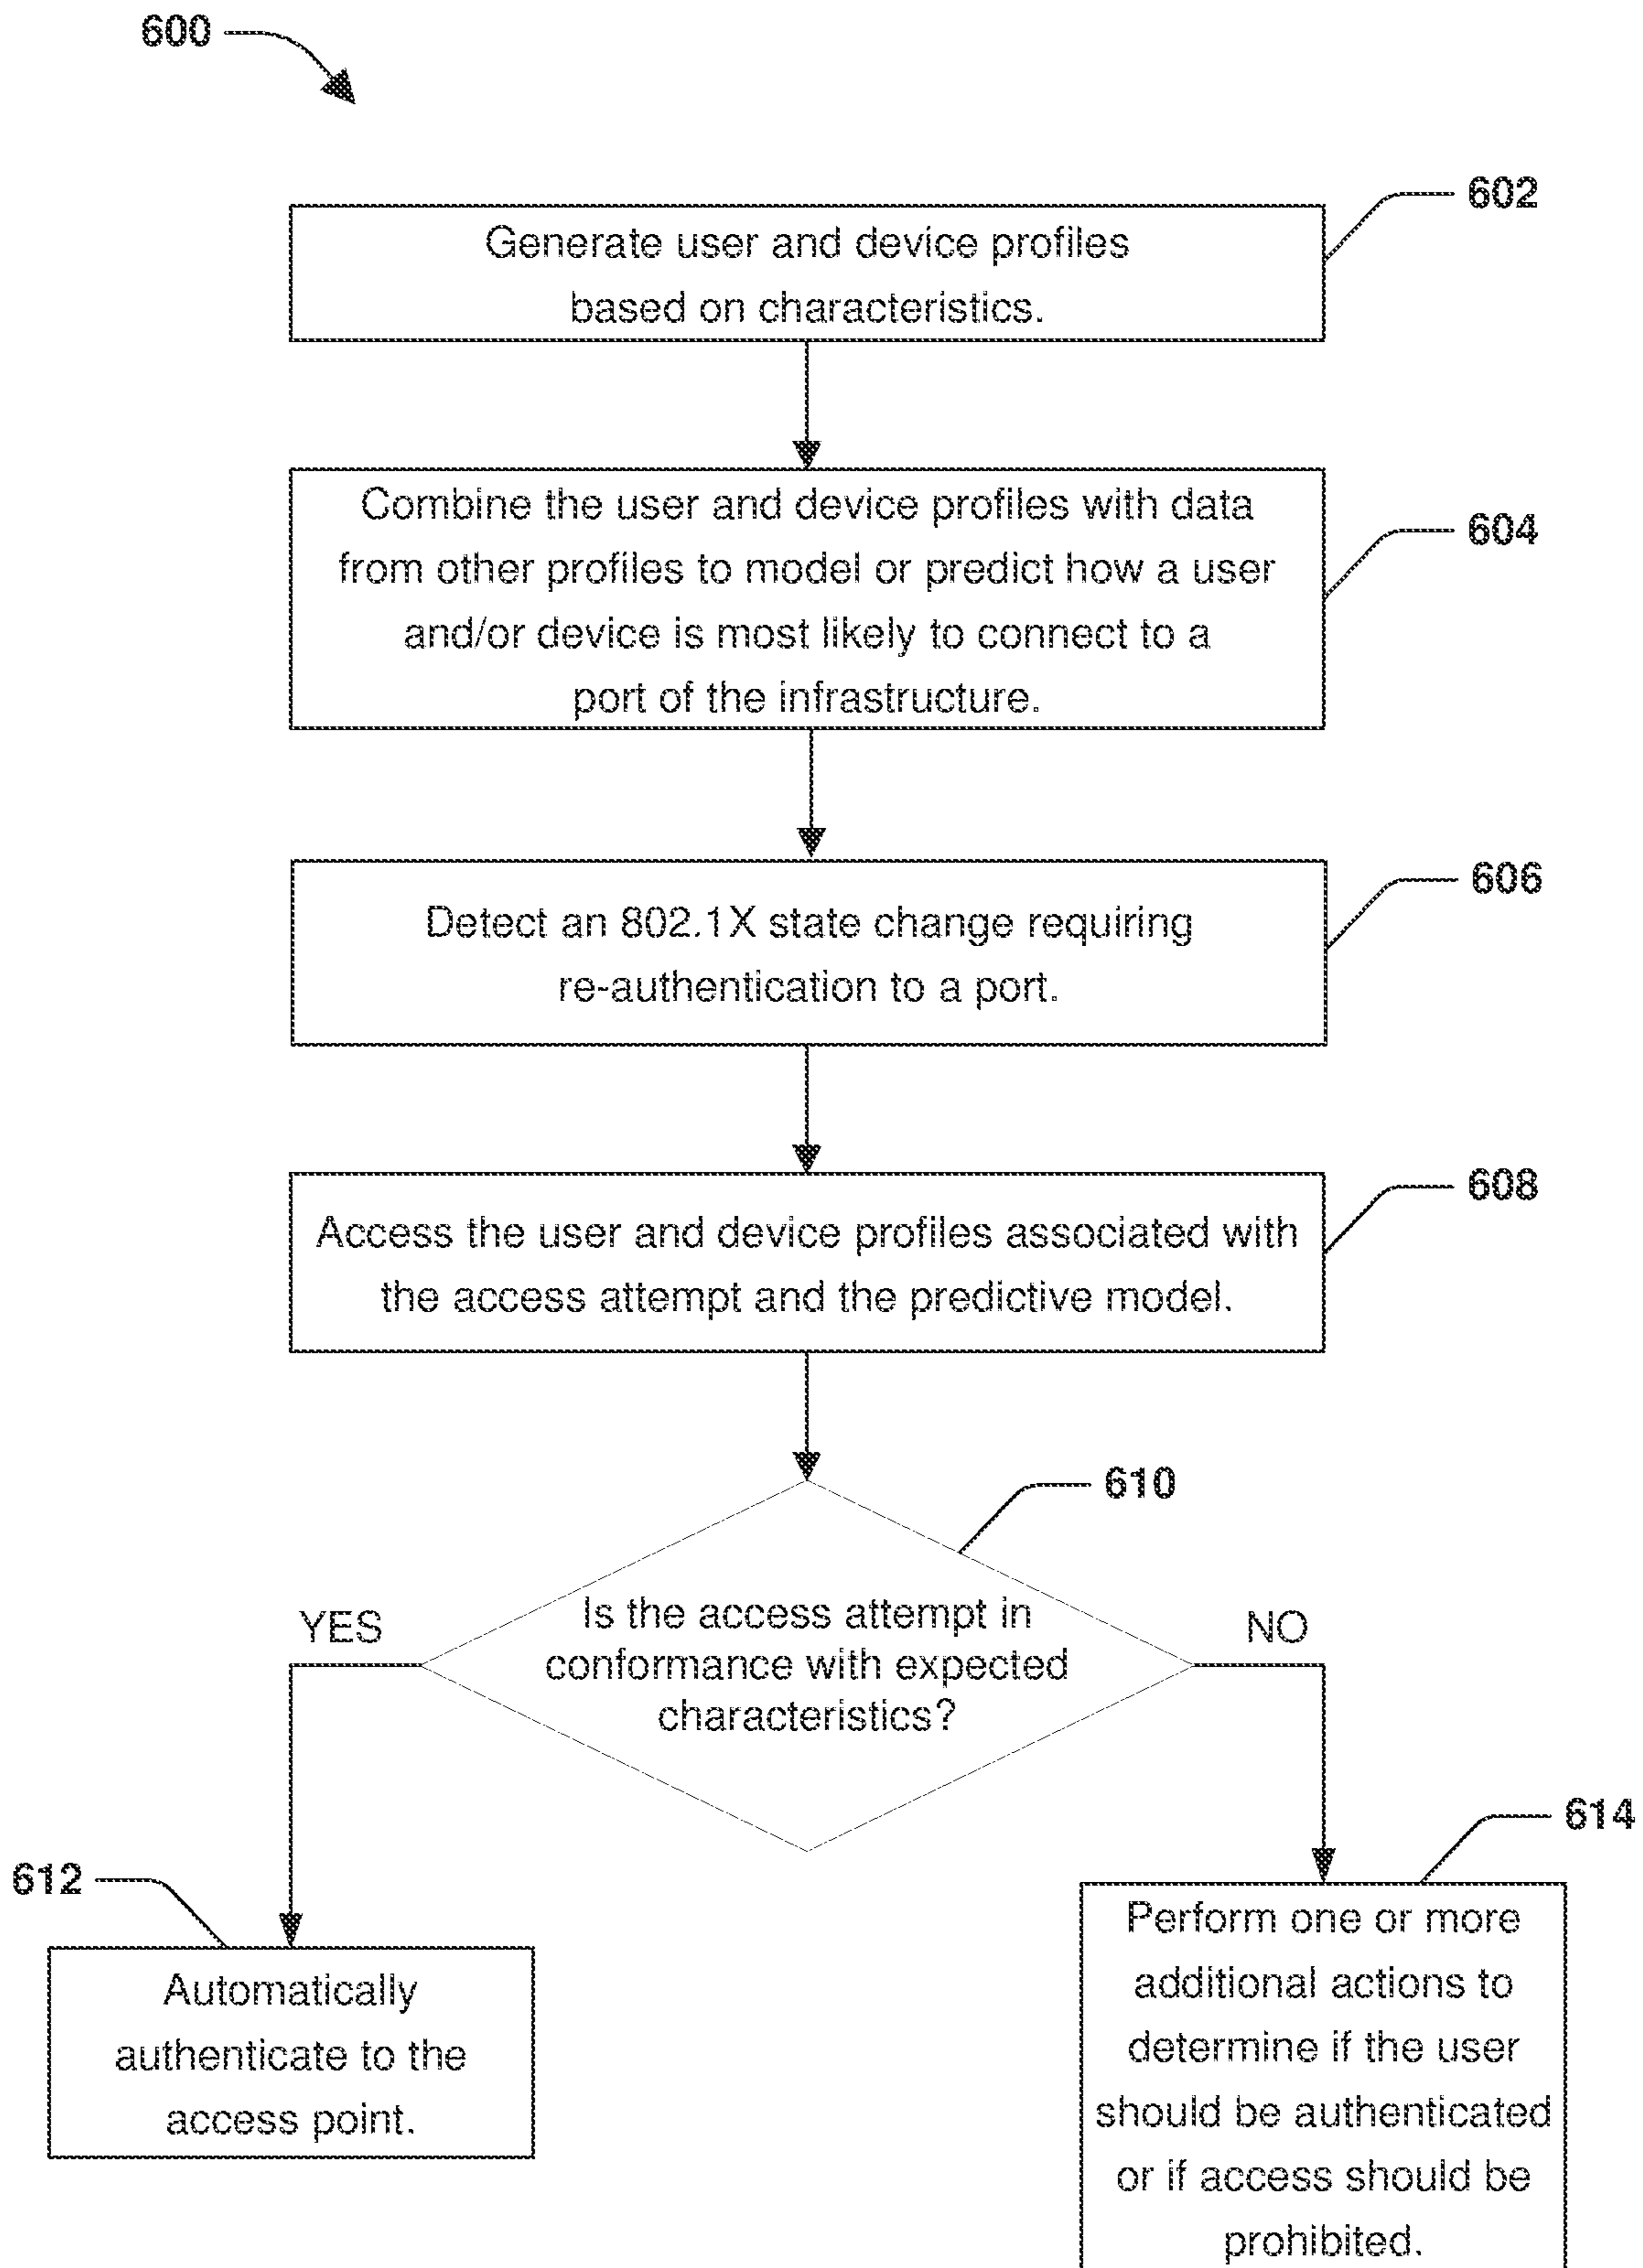 600
602
Generate user and device profiles
based on characteristics.
604
Combine the user and device profiles with data
from other profiles to model or predict how a user
and/or device is most likely to connect to a
port of the infrastructure.
606
Detect an 802.1X state change requiring
re-authentication to a port.
608
Access the user and device profiles associated with
the access attempt and the predictive model.
610
Is the access attempt in
conformance with expected
characteristics?
YES
NO
612
Automatically
authenticate to the
access point.
614
Perform one or more
additional actions to
determine if the user
should be authenticated
or if access should be
prohibited.